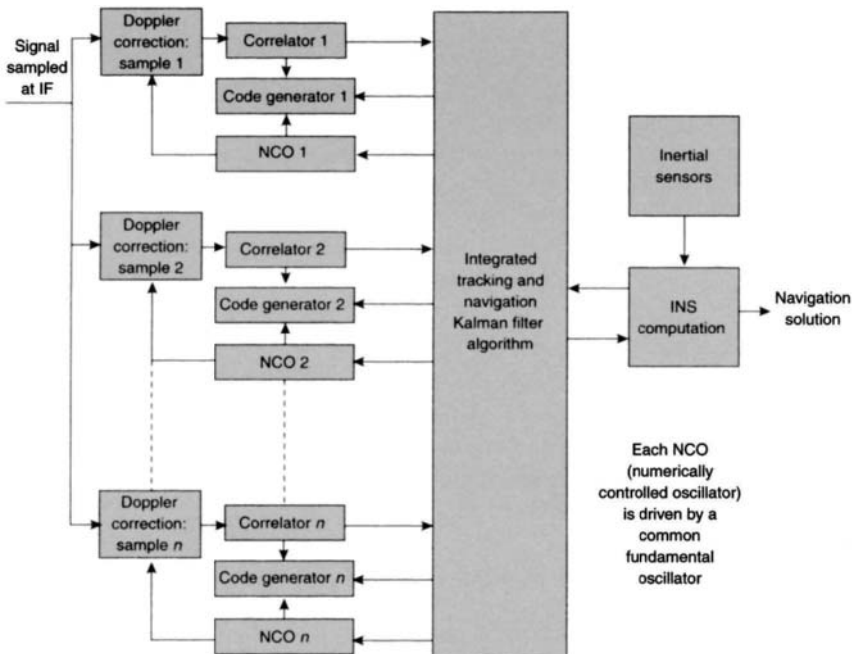 Signal
sampled
at IF
Doppler
correction:
sample 1
Correlator 1
Code generator 1
NCO 1
Doppler
correction:
sample 2
Correlator 2
Code generator 2
NCO 2
Doppler
correction:
sample n
Correlator n
Code generator n
NCO n
Integrated
tracking and
navigation
Kalman filter
algorithm
Inertial
sensors
INS
computation
Navigation
solution
Each NCO
(numerically
controlled oscillator)
is driven by a
common
fundamental
oscillator